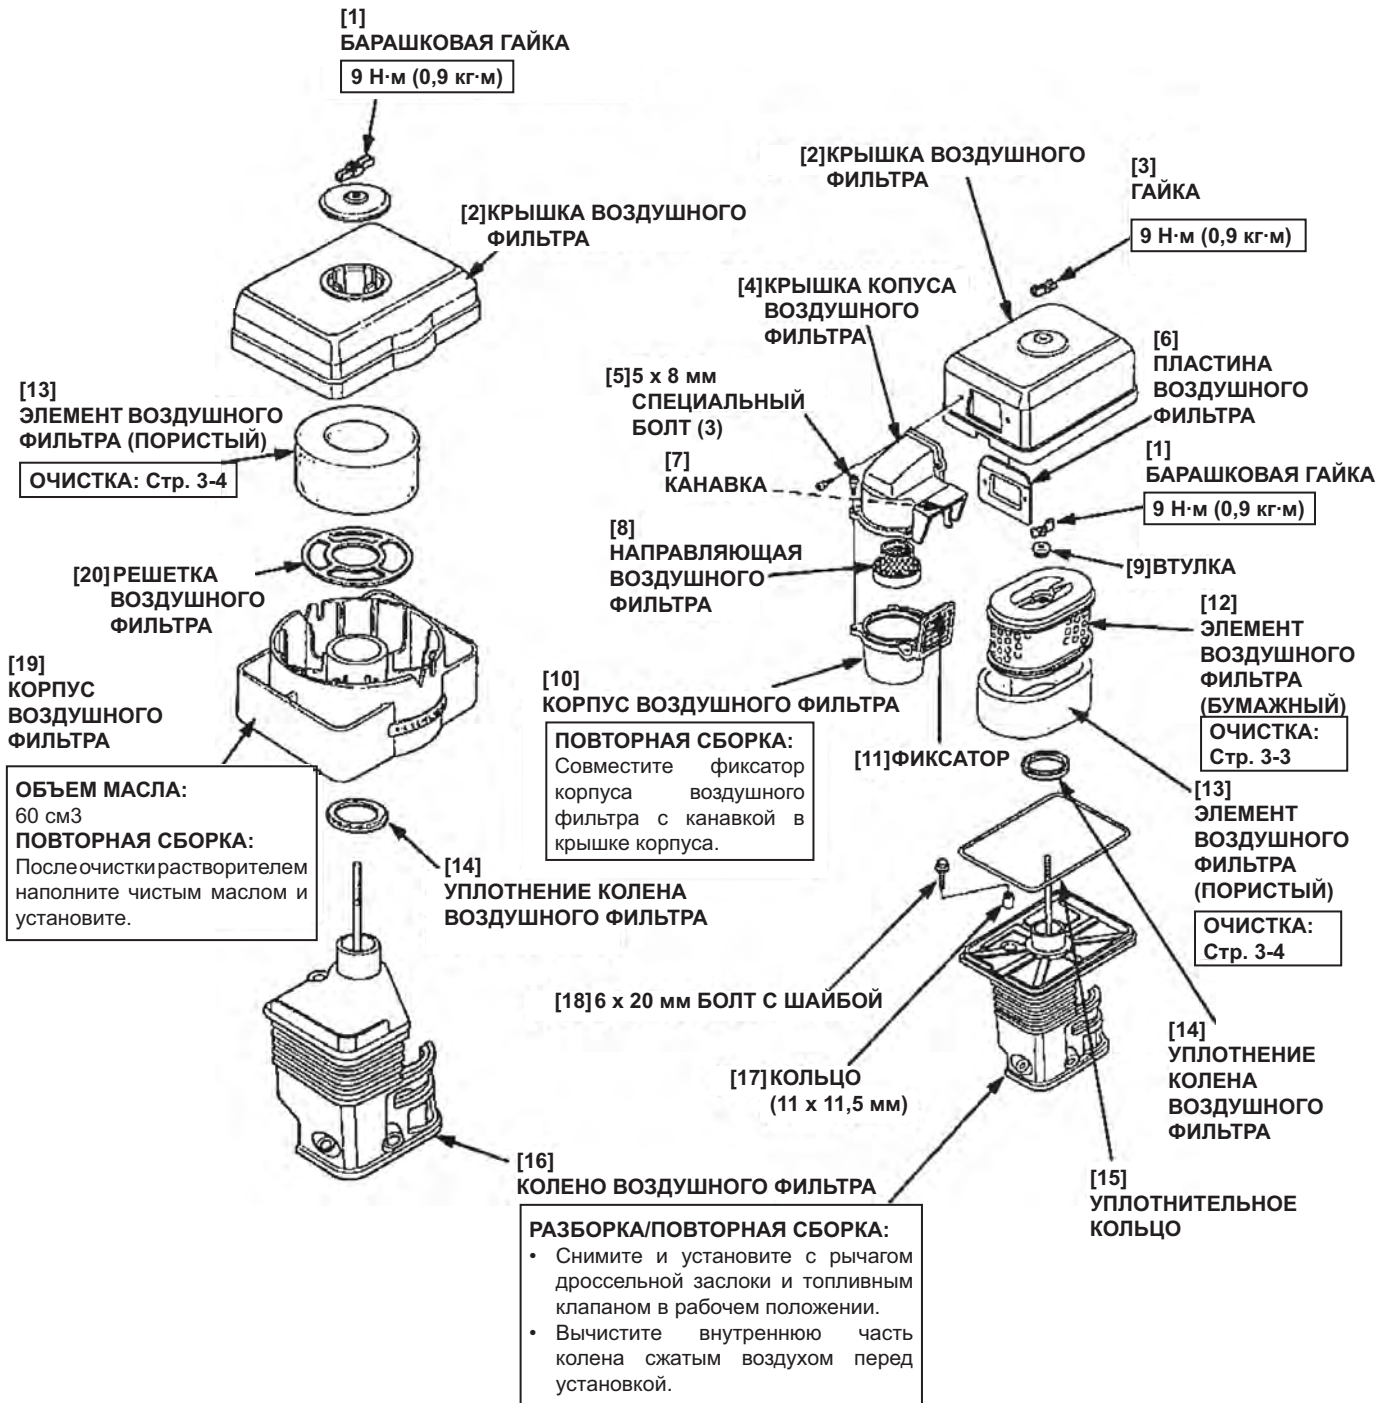 [1]
БАРАШКОВАЯ ГАЙКА
9 Н·м (0,9 кг·м)
[2]КРЫШКА ВОЗДУШНОГО
ФИЛЬТРА
[13]
ЭЛЕМЕНТ ВОЗДУШНОГО
ФИЛЬТРА (ПОРИСТЫЙ)
ОЧИСТКА: Стр. 3-4
[20]РЕШЕТКА
ВОЗДУШНОГО
ФИЛЬТРА
[19]
КОРПУС
ВОЗДУШНОГО
ФИЛЬТРА
ОБЪЕМ МАСЛА:
60 см3
ПОВТОРНАЯ СБОРКА:
После очистки растворителем
наполните чистым маслом и
установите.
[14]
УПЛОТНЕНИЕ КОЛЕНА
ВОЗДУШНОГО ФИЛЬТРА
[2]КРЫШКА ВОЗДУШНОГО
ФИЛЬТРА
[3]
ГАЙКА
9 Н·м (0,9 кг·м)
[4]КРЫШКА КОПУСА
ВОЗДУШНОГО
ФИЛЬТРА
[5]5 x 8 мм
СПЕЦИАЛЬНЫЙ
БОЛТ (3)
[6]
ПЛАСТИНА
ВОЗДУШНОГО
ФИЛЬТРА
[7]
КАНАВКА
[1]
БАРАШКОВАЯ ГАЙКА
9 Н·м (0,9 кг·м)
[8]
НАПРАВЛЯЮЩАЯ
ВОЗДУШНОГО
ФИЛЬТРА
[9]ВТУЛКА
[12]
ЭЛЕМЕНТ
ВОЗДУШНОГО
ФИЛЬТРА
(БУМАЖНЫЙ)
ОЧИСТКА:
Стр. 3-3
[10]
КОРПУС ВОЗДУШНОГО ФИЛЬТРА
ПОВТОРНАЯ СБОРКА:
Совместите фиксатор
корпуса воздушного
фильтра с канавкой в
крышке корпуса.
[11]ФИКСАТОР
[13]
ЭЛЕМЕНТ
ВОЗДУШНОГО
ФИЛЬТРА
(ПОРИСТЫЙ)
ОЧИСТКА:
Стр. 3-4
[18]6 x 20 мм БОЛТ С ШАЙБОЙ
[17]КОЛЬЦО
(11 x 11,5 мм)
[14]
УПЛОТНЕНИЕ
КОЛЕНА
ВОЗДУШНОГО
ФИЛЬТРА
[15]
УПЛОТНИТЕЛЬНОЕ
КОЛЬЦО
[16]
КОЛЕНО ВОЗДУШНОГО ФИЛЬТРА
РАЗБОРКА/ПОВТОРНАЯ СБОРКА:
• Снимите и установите с рычагом
дроссельной заслоки и топливным
клапаном в рабочем положении.
• Вычистите внутреннюю часть
колена сжатым воздухом перед
установкой.